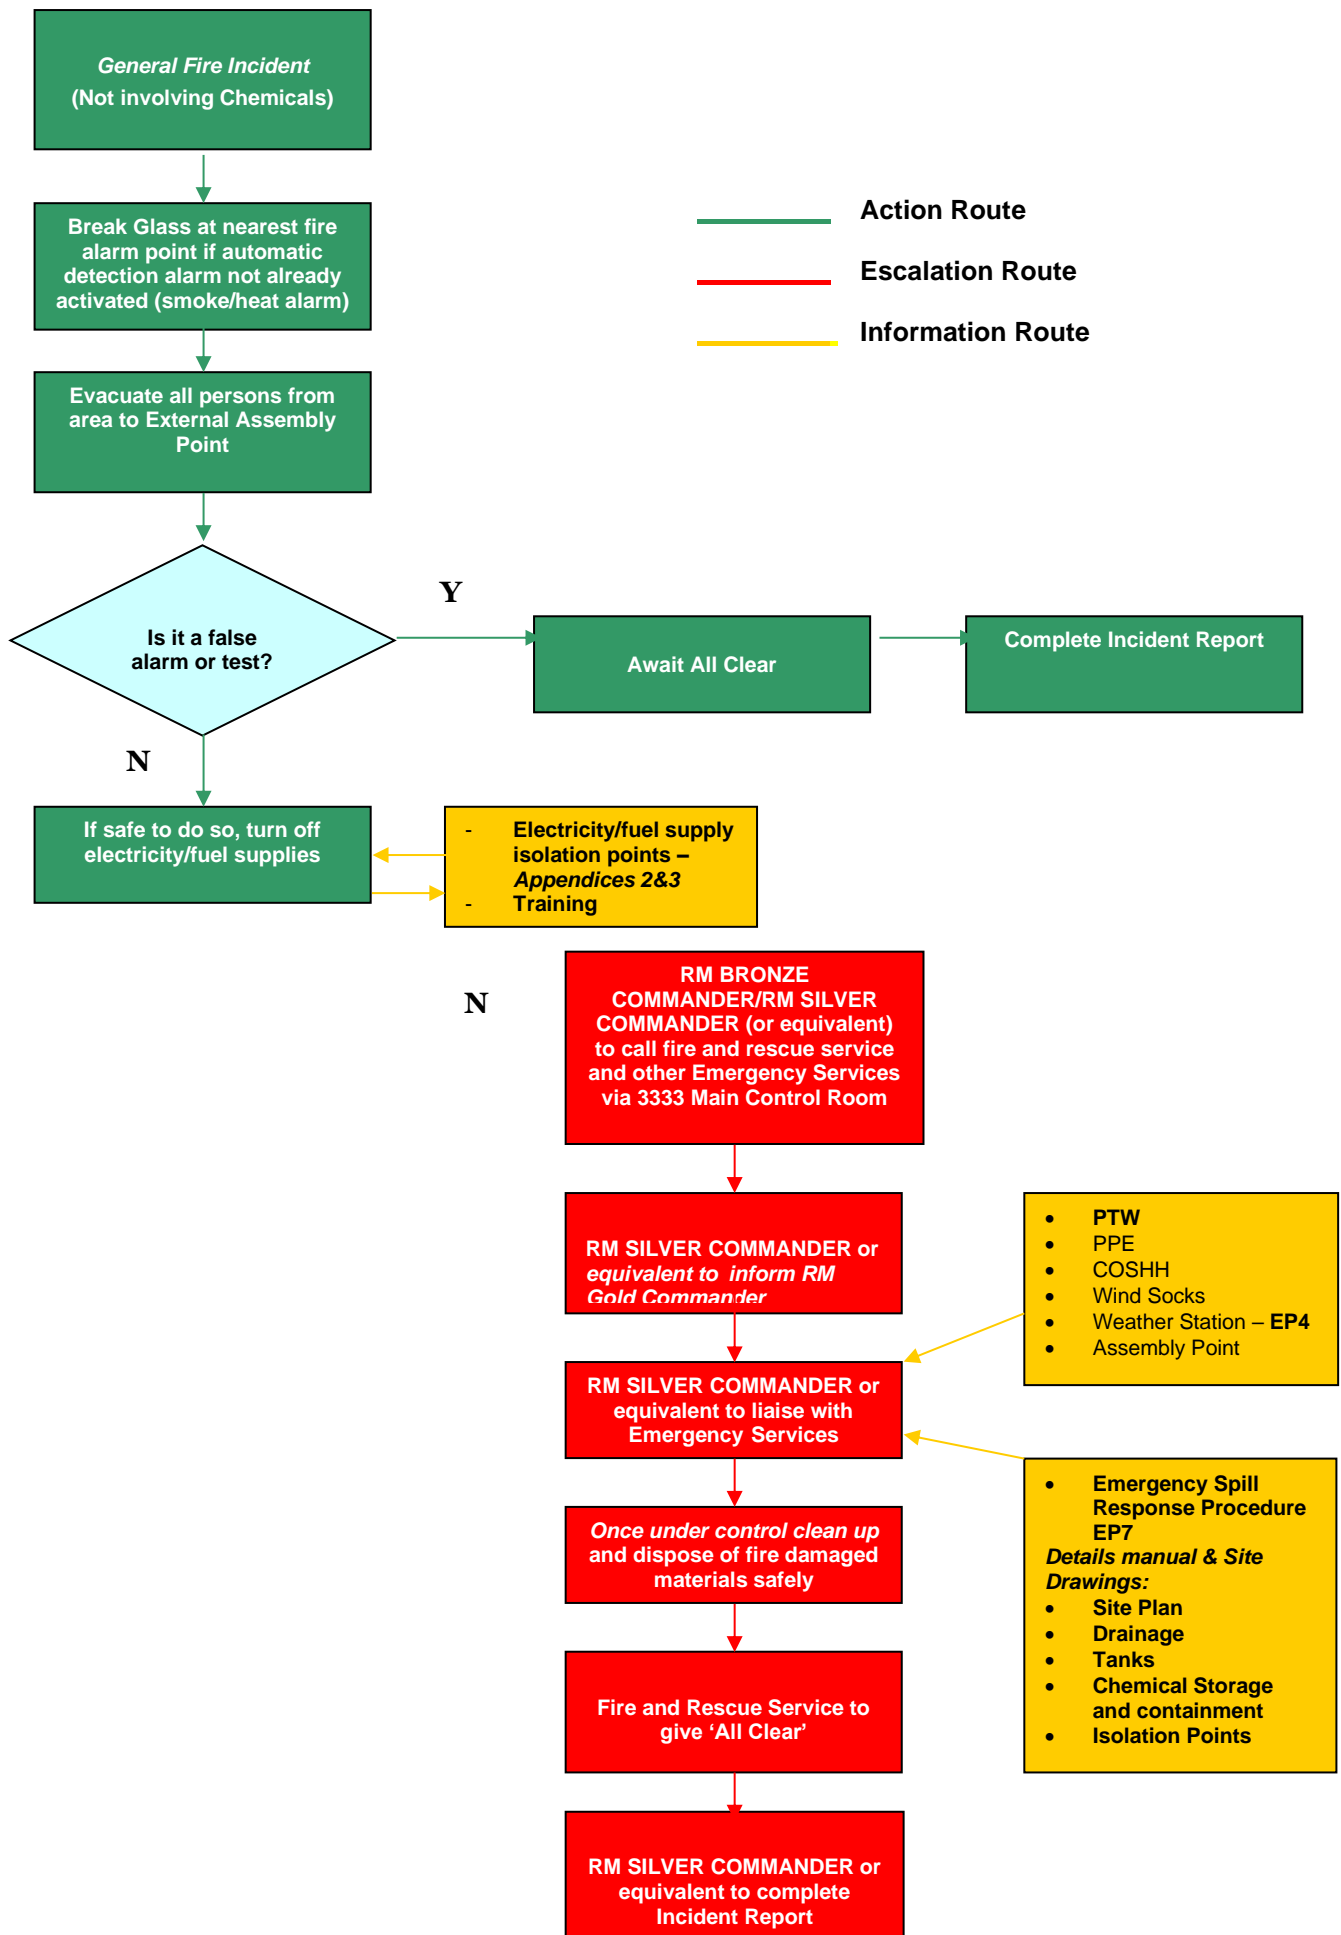 General Fire Incident
(Not involving Chemicals)
Break Glass at nearest fire
alarm point if automatic
detection alarm not already
activated (smoke/heat alarm)
Action Route
Escalation Route
Information Route
Evacuate all persons from
area to External Assembly
Point
Is it a false
alarm or test?
Y
Await All Clear
Complete Incident Report
N
If safe to do so, turn off
electricity/fuel supplies
- Electricity/fuel supply
isolation points –
Appendices 2&3
- Training
N
RM BRONZE
COMMANDER/RM SILVER
COMMANDER (or equivalent)
to call fire and rescue service
and other Emergency Services
via 3333 Main Control Room
RM SILVER COMMANDER or
equivalent to inform RM
Gold Commander
• PTW
• PPE
• COSHH
• Wind Socks
• Weather Station – EP4
• Assembly Point
RM SILVER COMMANDER or
equivalent to liaise with
Emergency Services
• Emergency Spill
Response Procedure
EP7
Details manual & Site
Drawings:
• Site Plan
• Drainage
• Tanks
• Chemical Storage
and containment
• Isolation Points
Once under control clean up
and dispose of fire damaged
materials safely
Fire and Rescue Service to
give ‘All Clear’
RM SILVER COMMANDER or
equivalent to complete
Incident Report